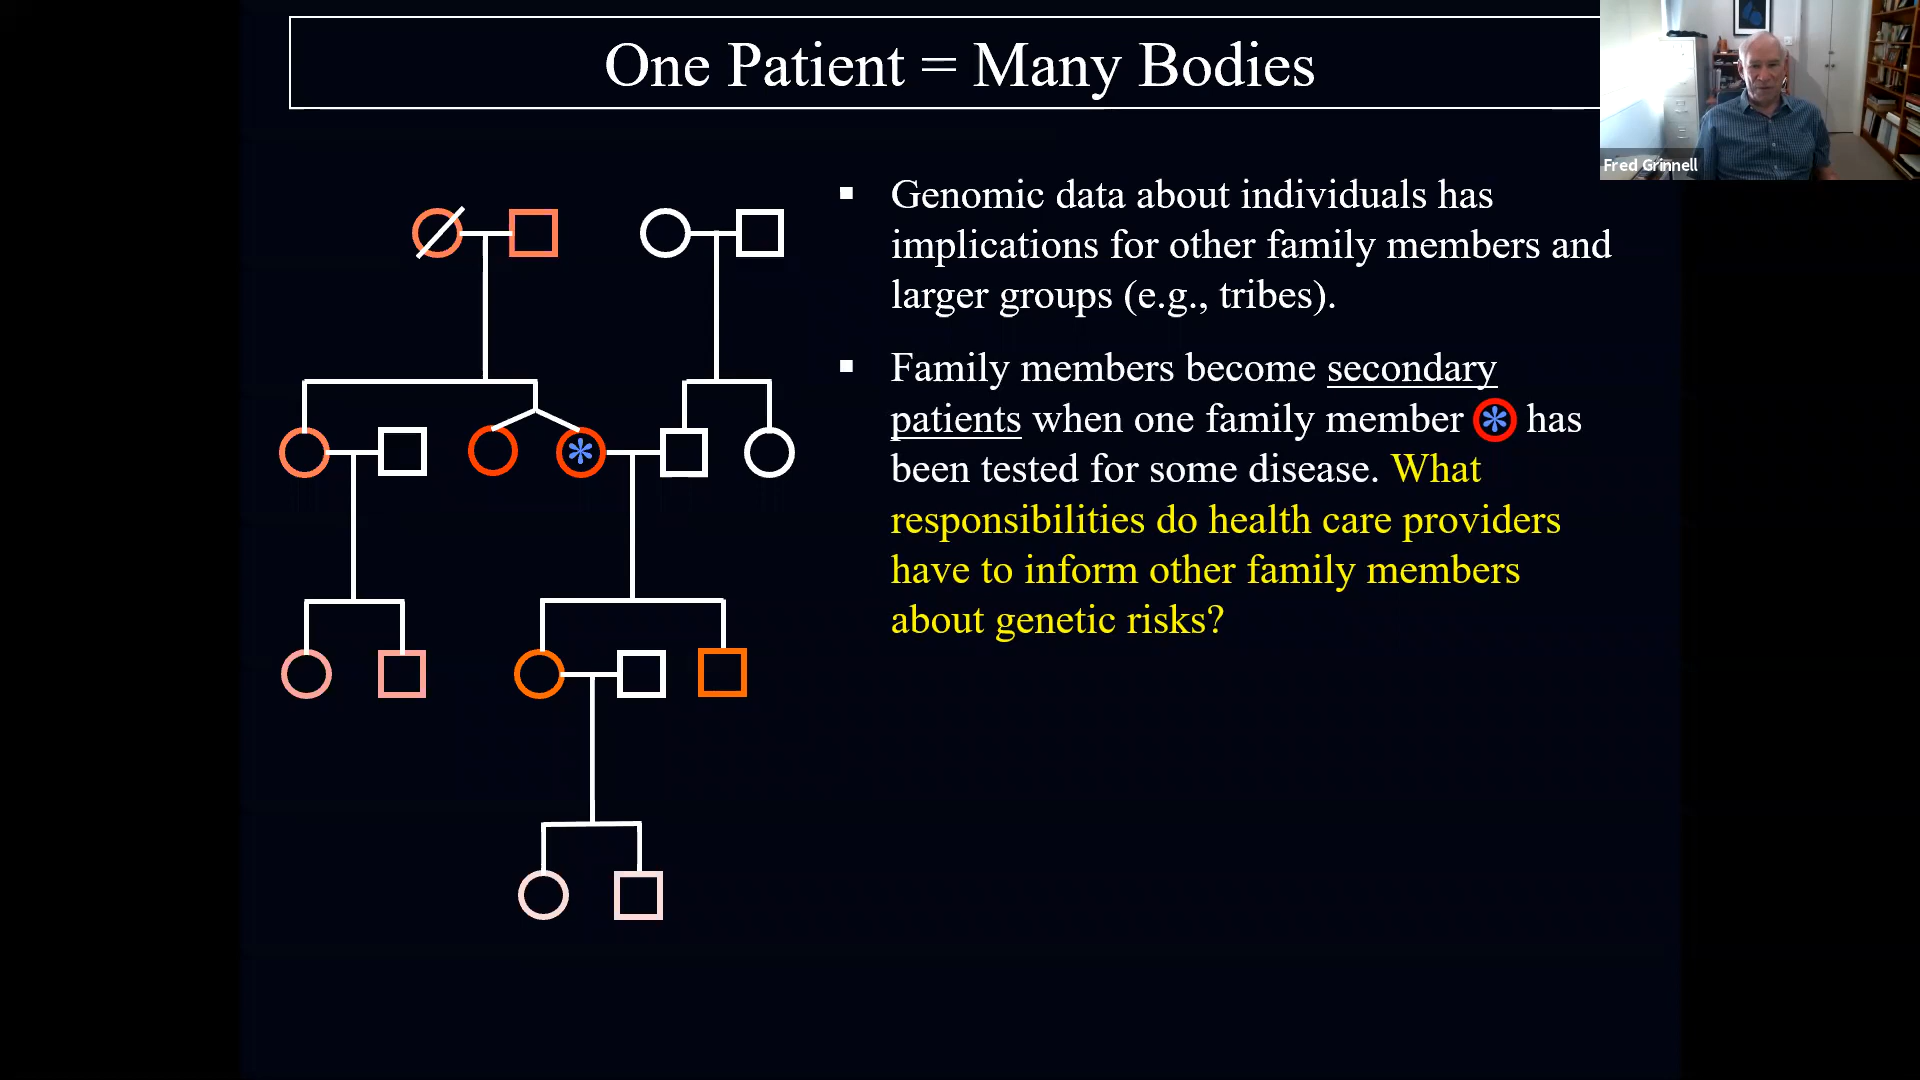 One Patient = Many Bodies
Fred Grinnell
▪ Genomic data about individuals has
implications for other family members and
larger groups (e.g., tribes).
▪ Family members become secondary
patients when one family member * has
been tested for some disease. What
responsibilities do health care providers
have to inform other family members
about genetic risks?
*